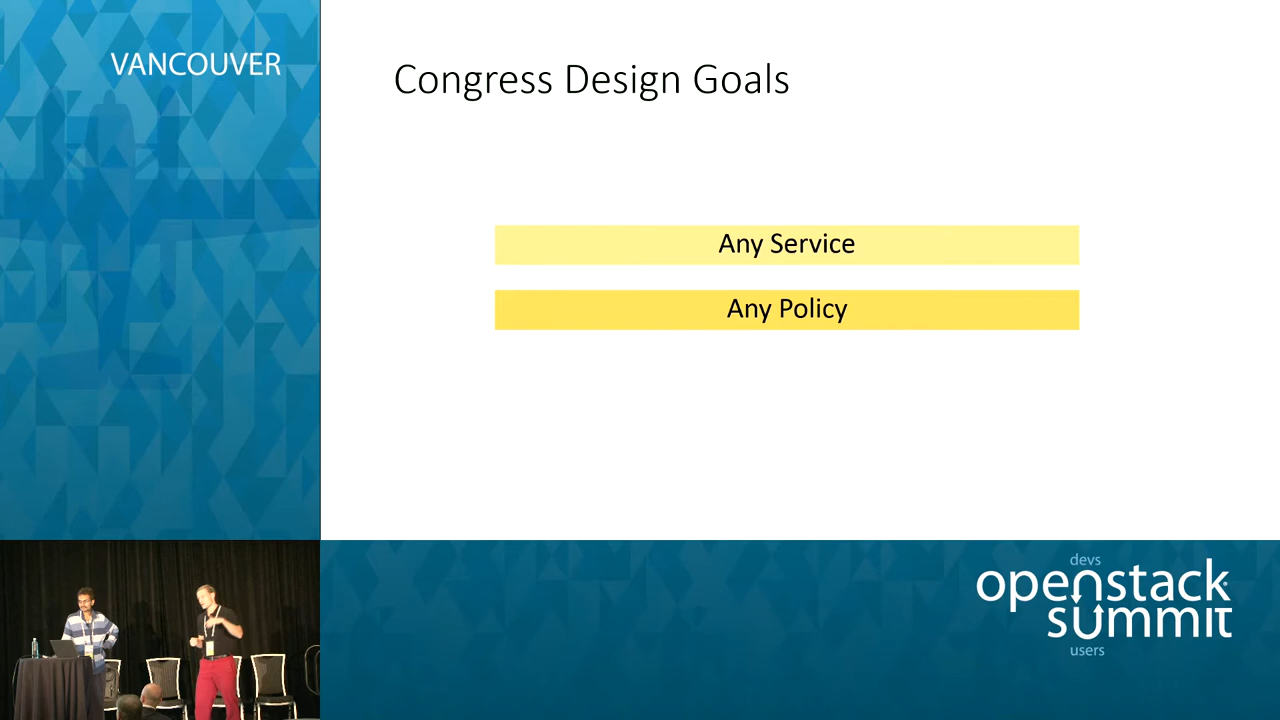 VANCOUVER
Congress Design Goals
Any Service
Any Policy
devs
openstack
summit
users